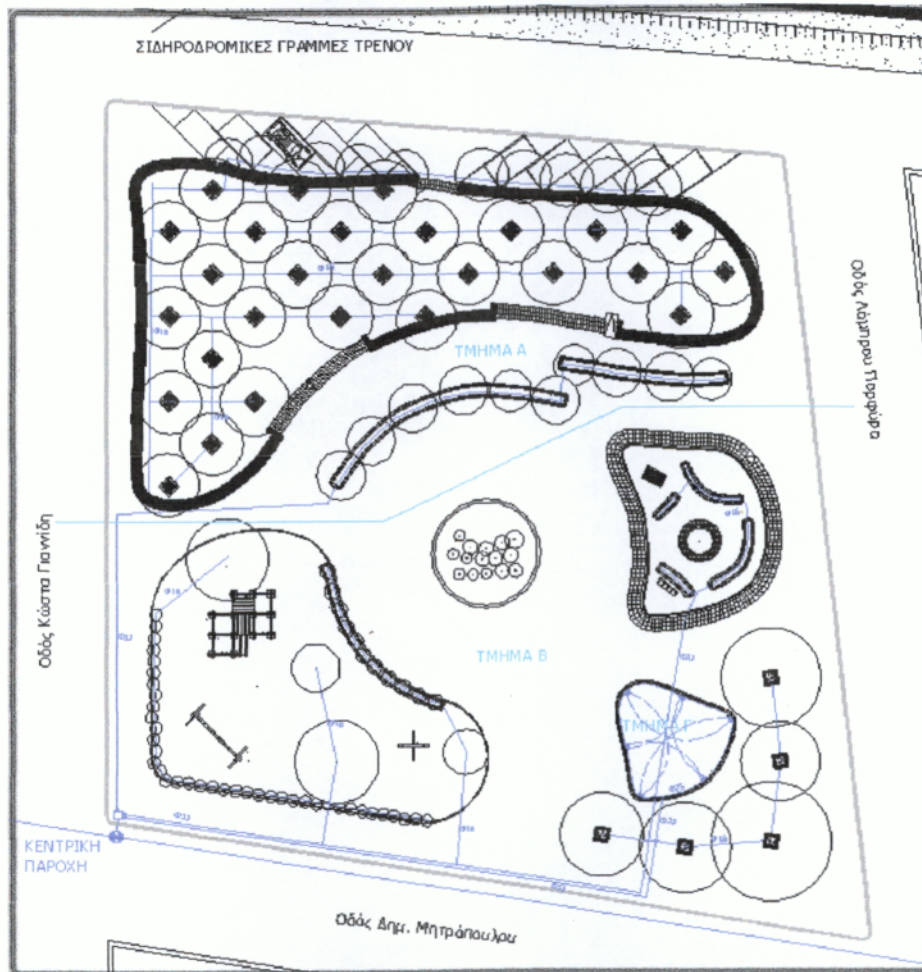 ΣΙΔΗΡΟΔΡΟΜΙΚΕΣ ΓΡΑΜΜΕΣ ΤΡΕΝΟΥ
Οδός Λάμπρου Πορφύρα
ΤΜΗΜΑ Α
Οδός Κώστα Γιαννίδη
ΤΜΗΜΑ Β
ΤΜΗΜΑ Γ
ΚΕΝΤΡΙΚΗ
ΠΑΡΟΧΗ
Οδός Δημ. Μητρόπουλου